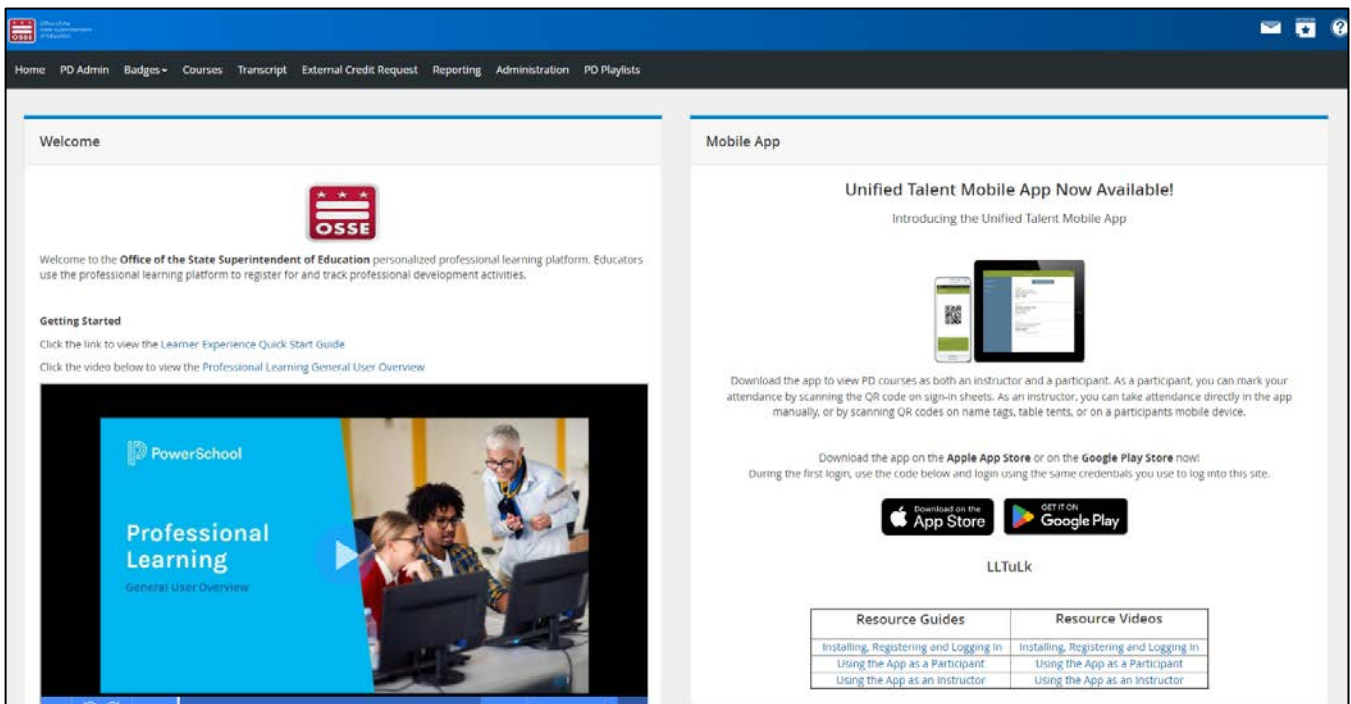 OSSE
Office of the
State Superintendent
of Education
Home PD Admin Badges Courses Transcript External Credit Request Reporting Administration PD Playlists
Welcome
OSSE
Welcome to the Office of the State Superintendent of Education personalized professional learning platform. Educators
use the professional learning platform to register for and track professional development activities.
Getting Started
Click the link to view the Learner Experience Quick Start Guide
Click the video below to view the Professional Learning General User Overview
PowerSchool
Professional
Learning
General User Overview
Mobile App
Unified Talent Mobile App Now Available!
Introducing the Unified Talent Mobile App
Download the app to view PD courses as both an instructor and a participant. As a participant, you can mark your
attendance by scanning the QR code on sign-in sheets. As an instructor, you can take attendance directly in the app
manually, or by scanning QR codes on name tags, table tents, or on a participants mobile device.
Download the app on the Apple App Store or on the Google Play Store now!
During the first login, use the code below and login using the same credentials you use to log into this site.
Download on the
App Store
GET IT ON
Google Play
LLTuLk
Resource Guides Resource Videos
Installing, Registering and Logging In Installing, Registering and Logging In
Using the App as a Participant Using the App as a Participant
Using the App as an Instructor Using the App as an Instructor